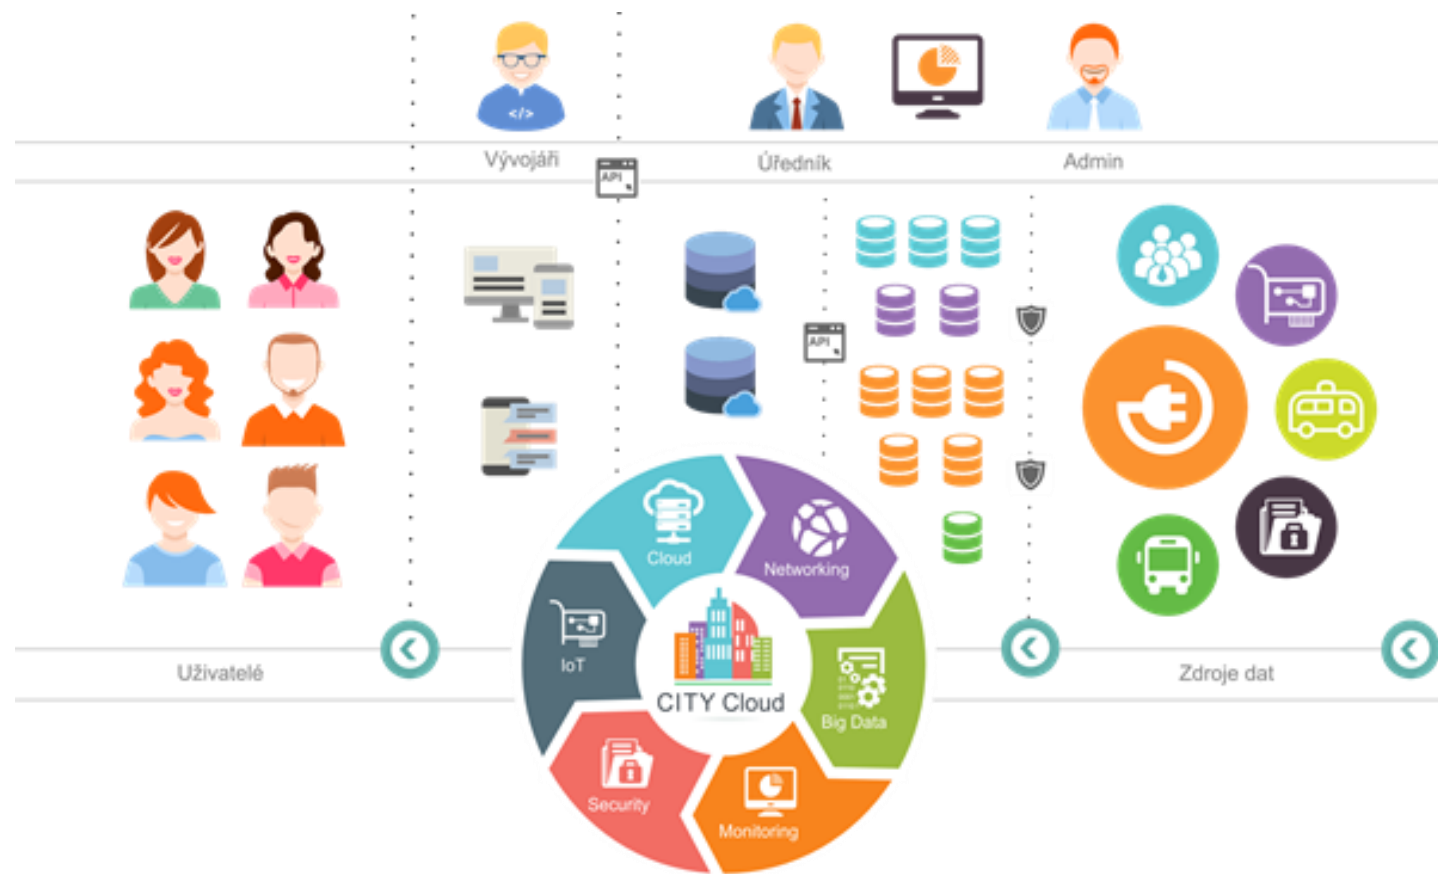 </>
Vývojáři
Úředník
Admin
API
API
Cloud
Networking
IoT
CITY Cloud
Big Data
Security
Monitoring
Uživatelé
Zdroje dat